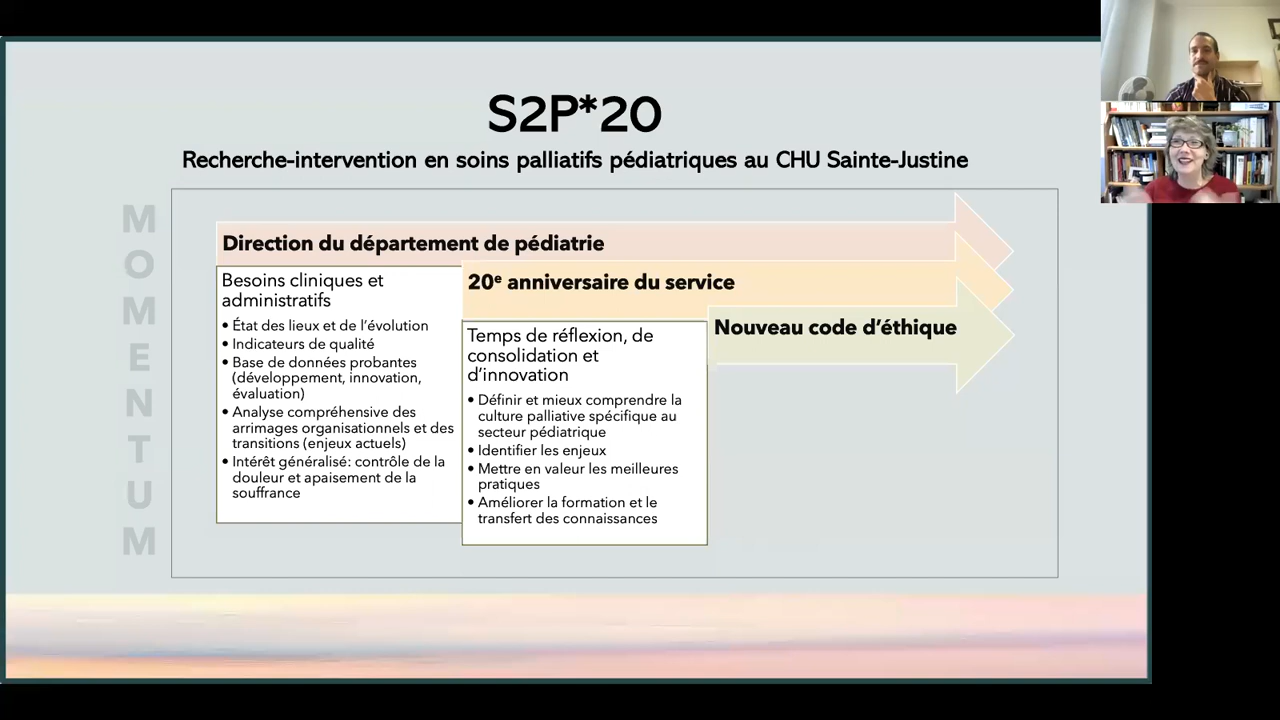 S2P*20
Recherche-intervention en soins palliatifs pédiatriques au CHU Sainte-Justine
MOMENTUM
Direction du département de pédiatrie
Besoins cliniques et
administratifs
• État des lieux et de l’évolution
• Indicateurs de qualité
• Base de données probantes
(développement, innovation,
évaluation)
• Analyse compréhensive des
arrimages organisationnels et des
transitions (enjeux actuels)
• Intérêt généralisé: contrôle de la
douleur et apaisement de la
souffrance
20e anniversaire du service
Temps de réflexion, de
consolidation et
d’innovation
• Définir et mieux comprendre la
culture palliative spécifique au
secteur pédiatrique
• Identifier les enjeux
• Mettre en valeur les meilleures
pratiques
• Améliorer la formation et le
transfert des connaissances
Nouveau code d’éthique